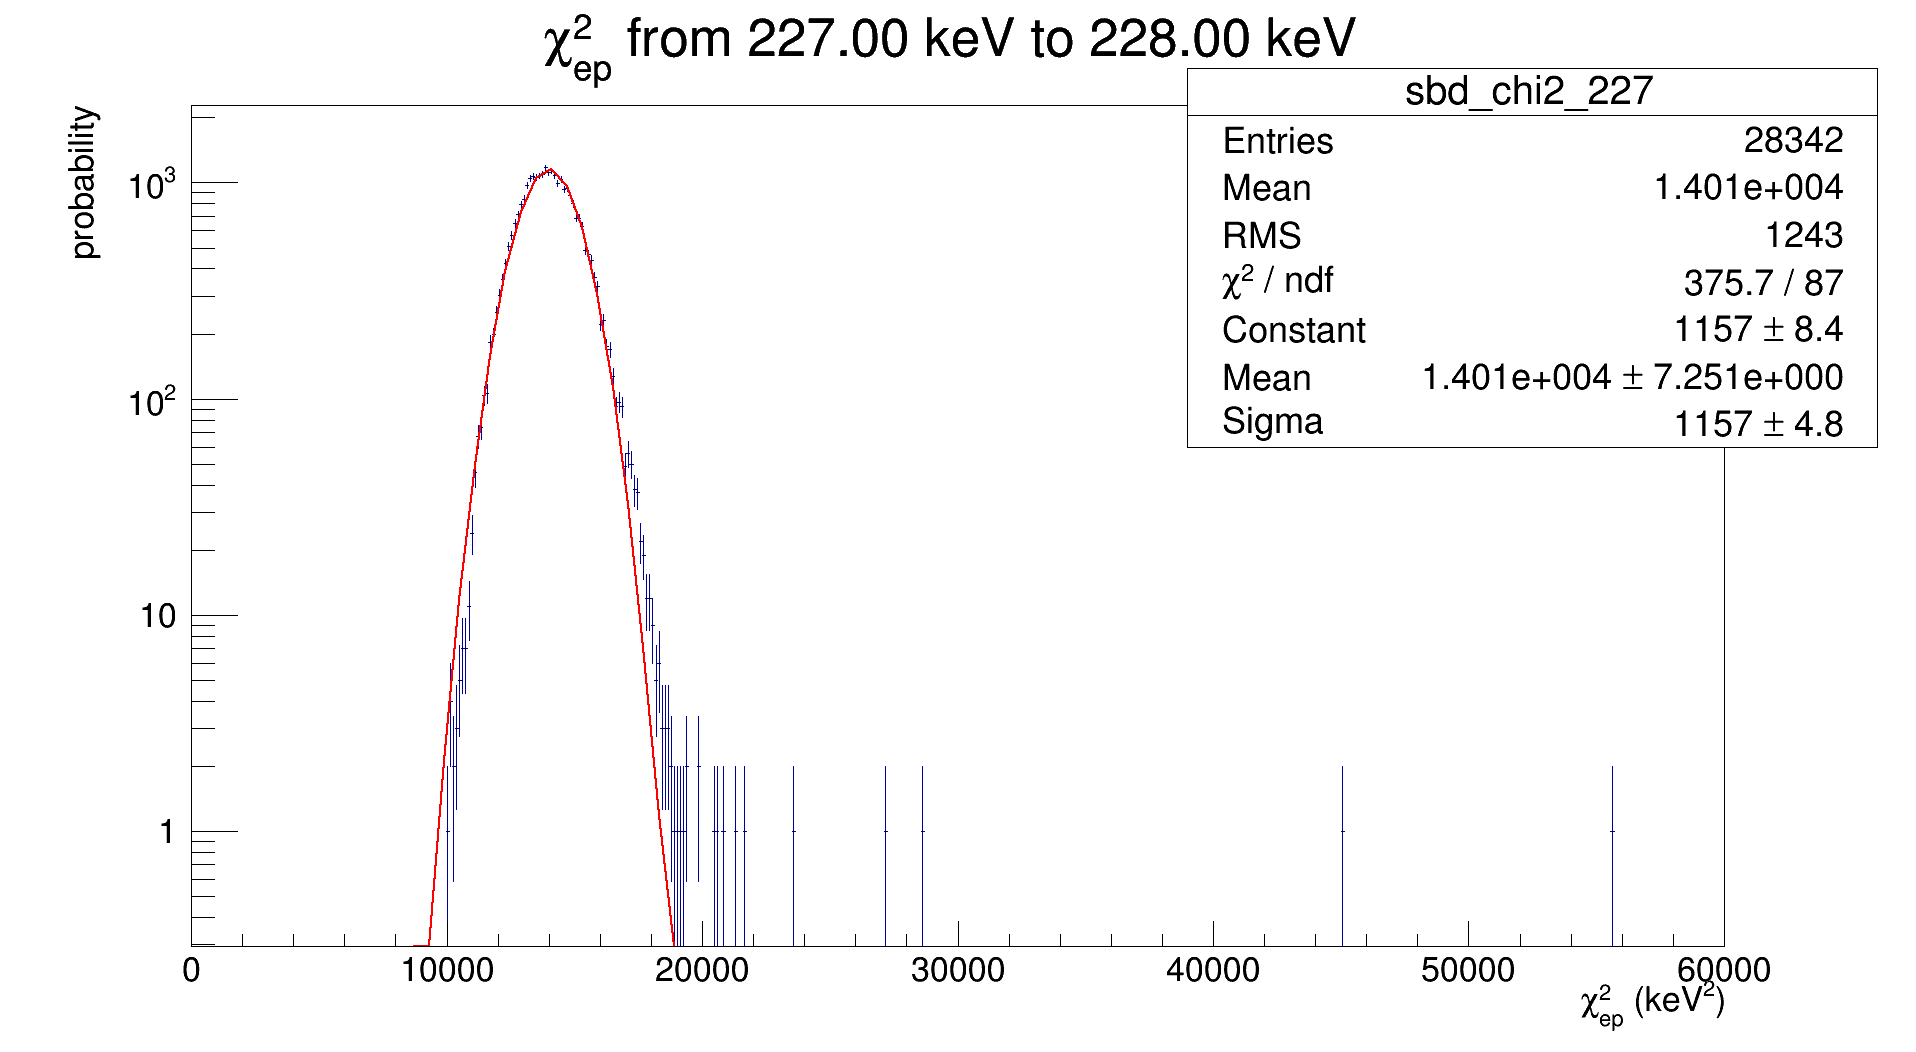 χ²ep from 227.00 keV to 228.00 keV
sbd_chi2_227
Entries 28342
Mean 1.401e+004
RMS 1243
χ² / ndf 375.7 / 87
Constant 1157 ± 8.4
Mean 1.401e+004 ± 7.251e+000
Sigma 1157 ± 4.8
probability
10³
10²
10
1
0 10000 20000 30000 40000 50000 60000
χ²ep (keV²)